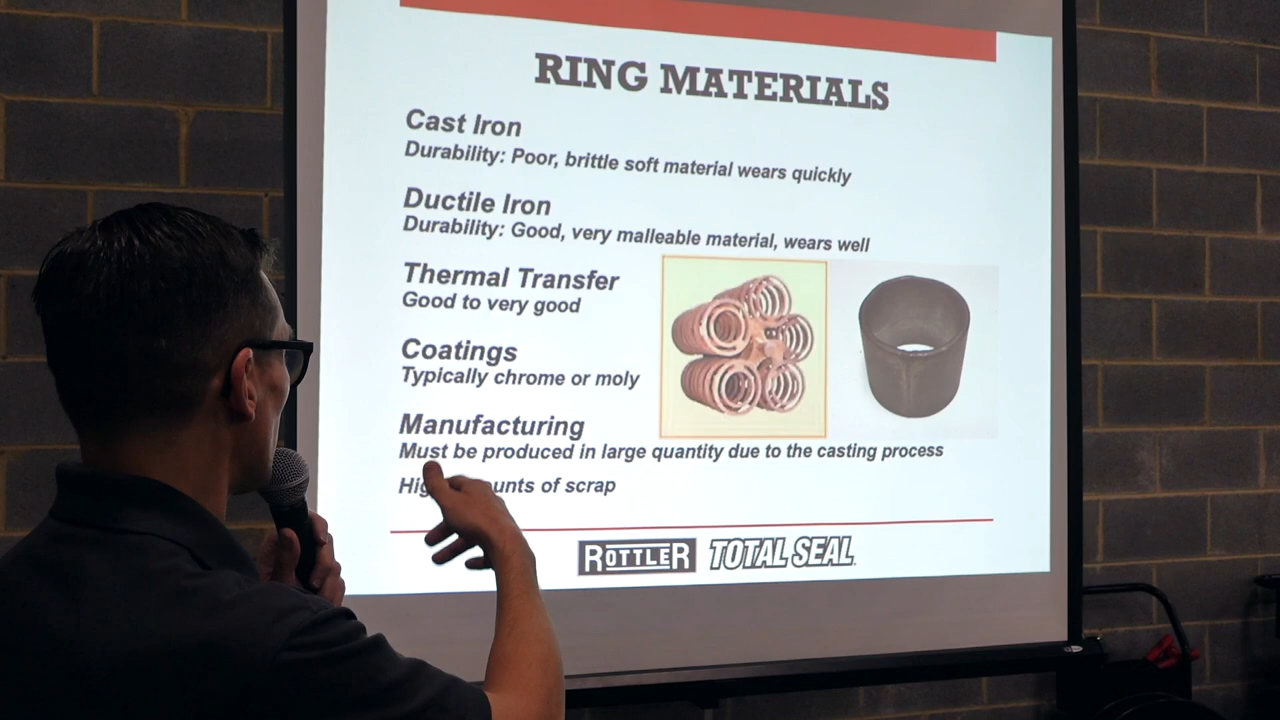 RING MATERIALS
Cast Iron
Durability: Poor, brittle soft material wears quickly
Ductile Iron
Durability: Good, very malleable material, wears well
Thermal Transfer
Good to very good
Coatings
Typically chrome or moly
Manufacturing
Must be produced in large quantity due to the casting process
of scrap
ROTTLER TOTAL SEAL